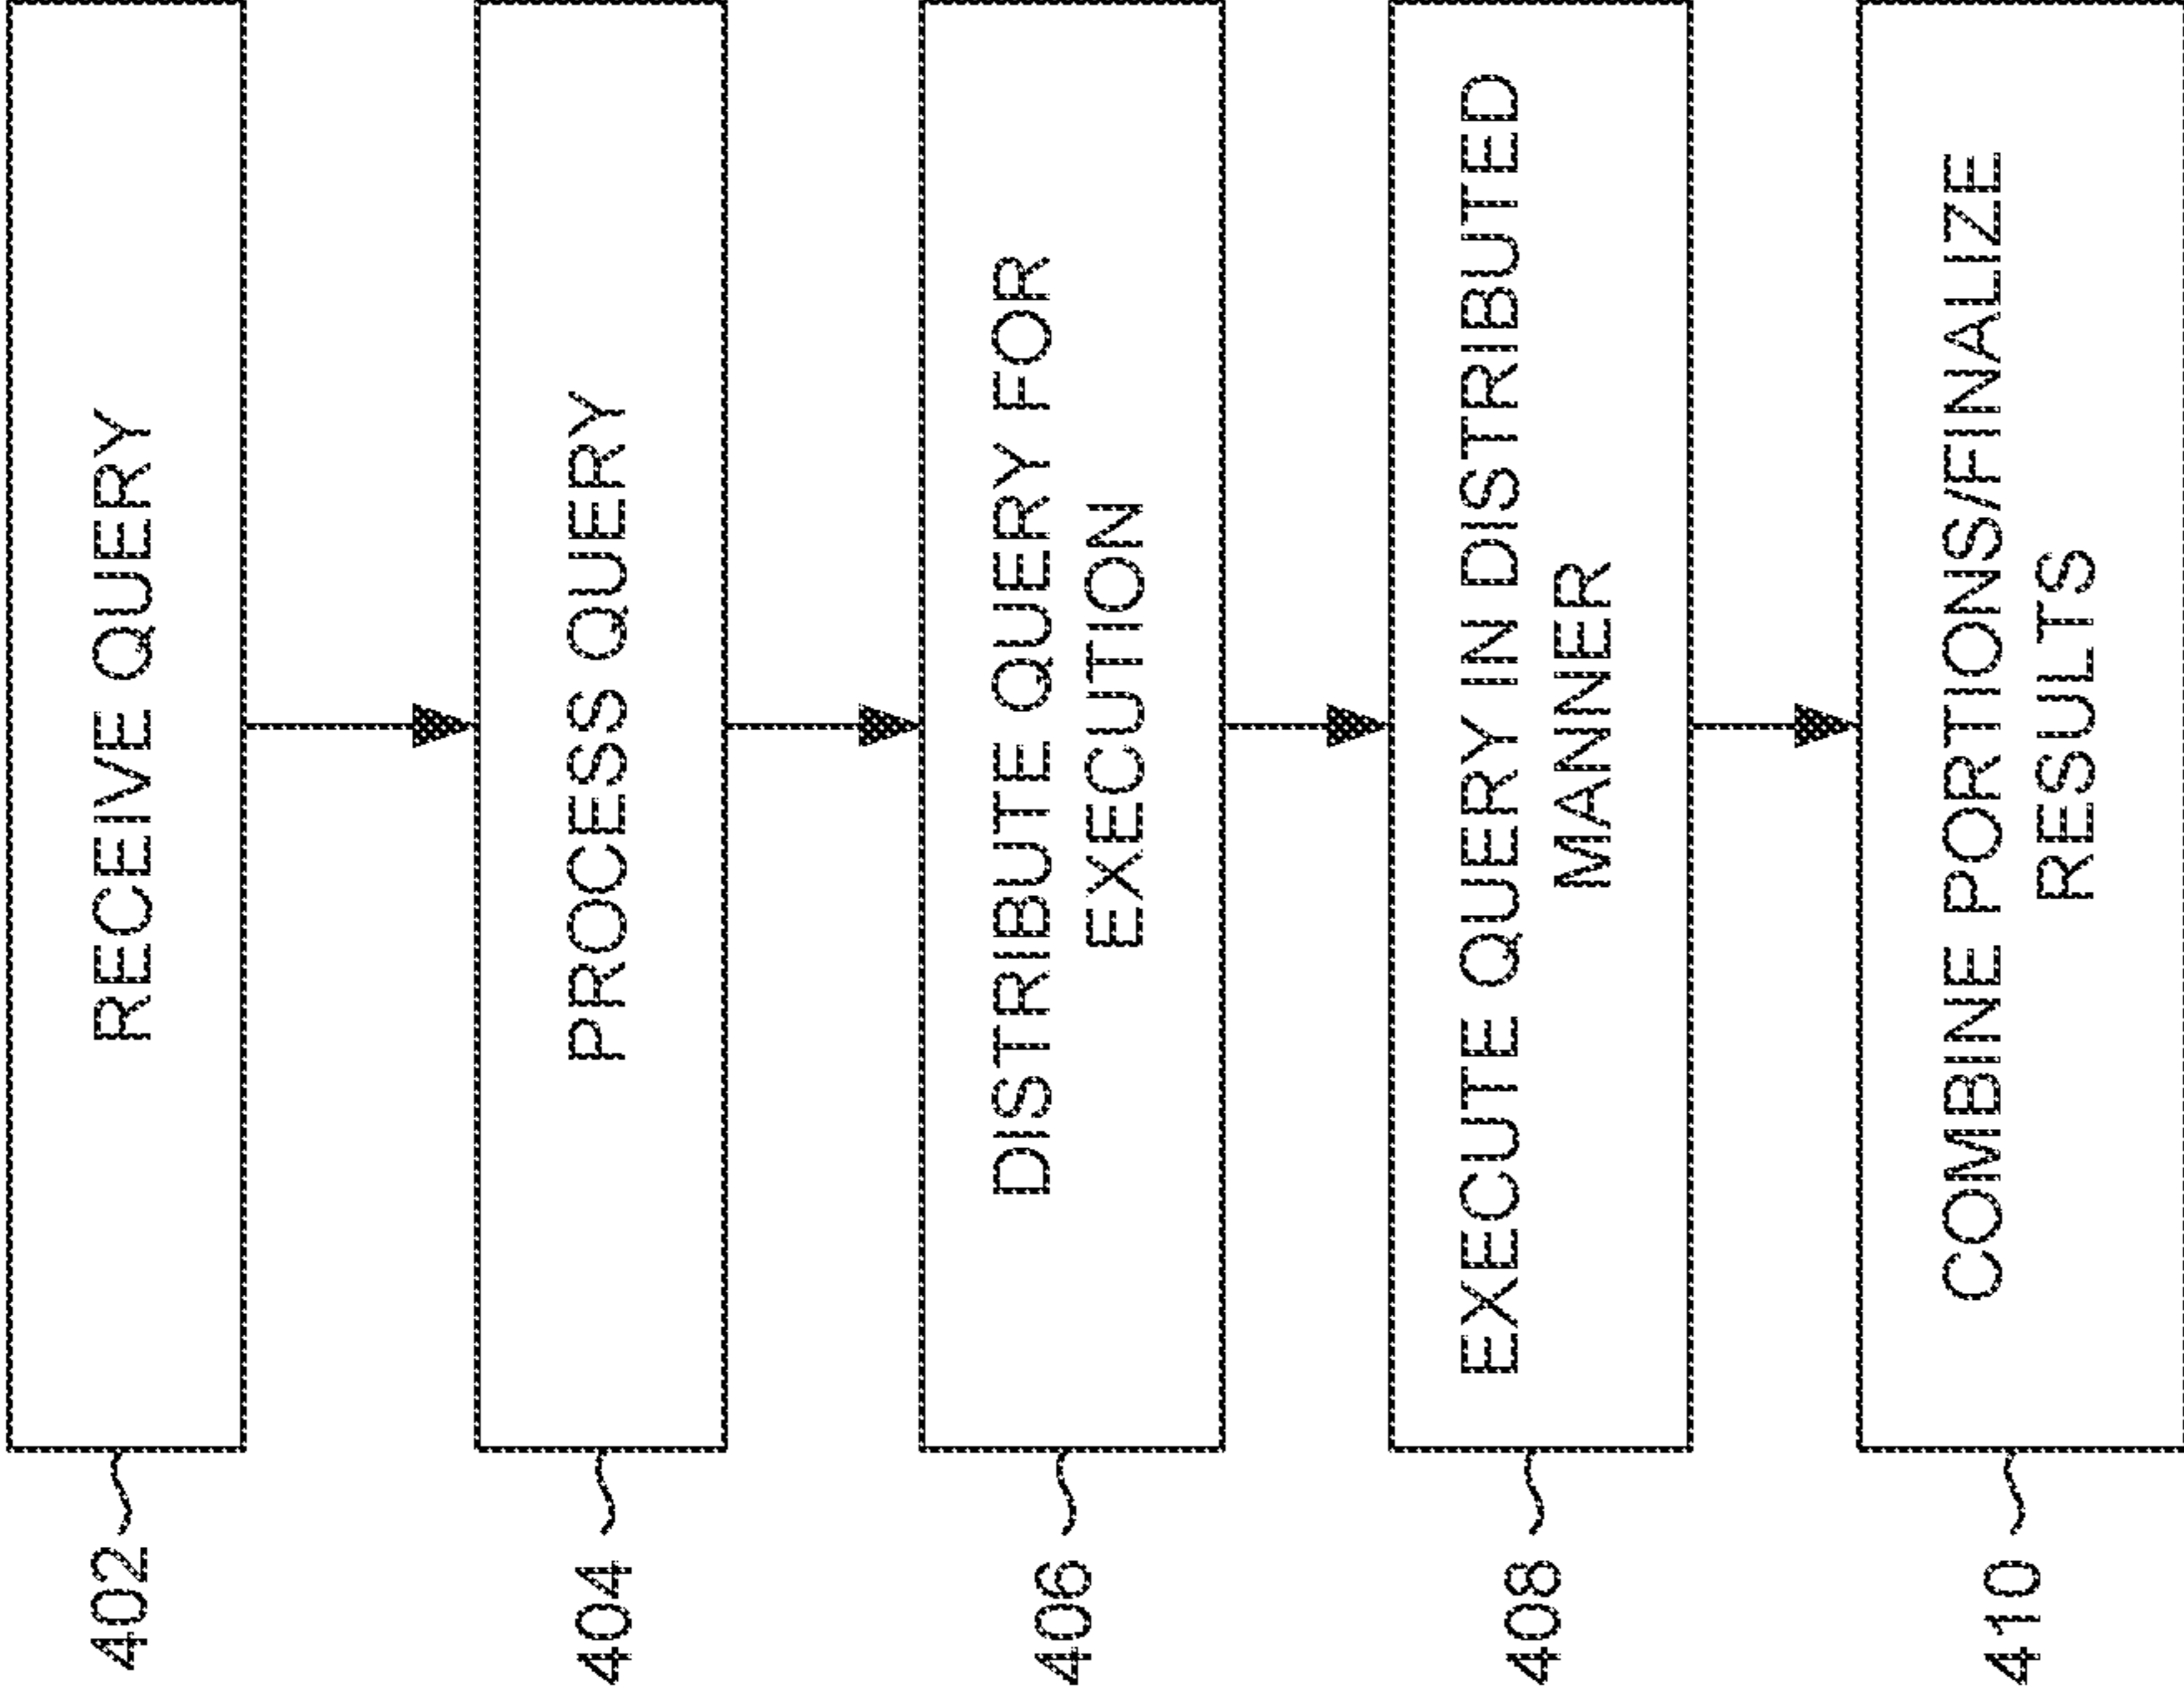 402
RECEIVE QUERY
404
PROCESS QUERY
406
DISTRIBUTE QUERY FOR
EXECUTION
408
EXECUTE QUERY IN DISTRIBUTED
MANNER
410
COMBINE PORTIONS/FINALIZE
RESULTS